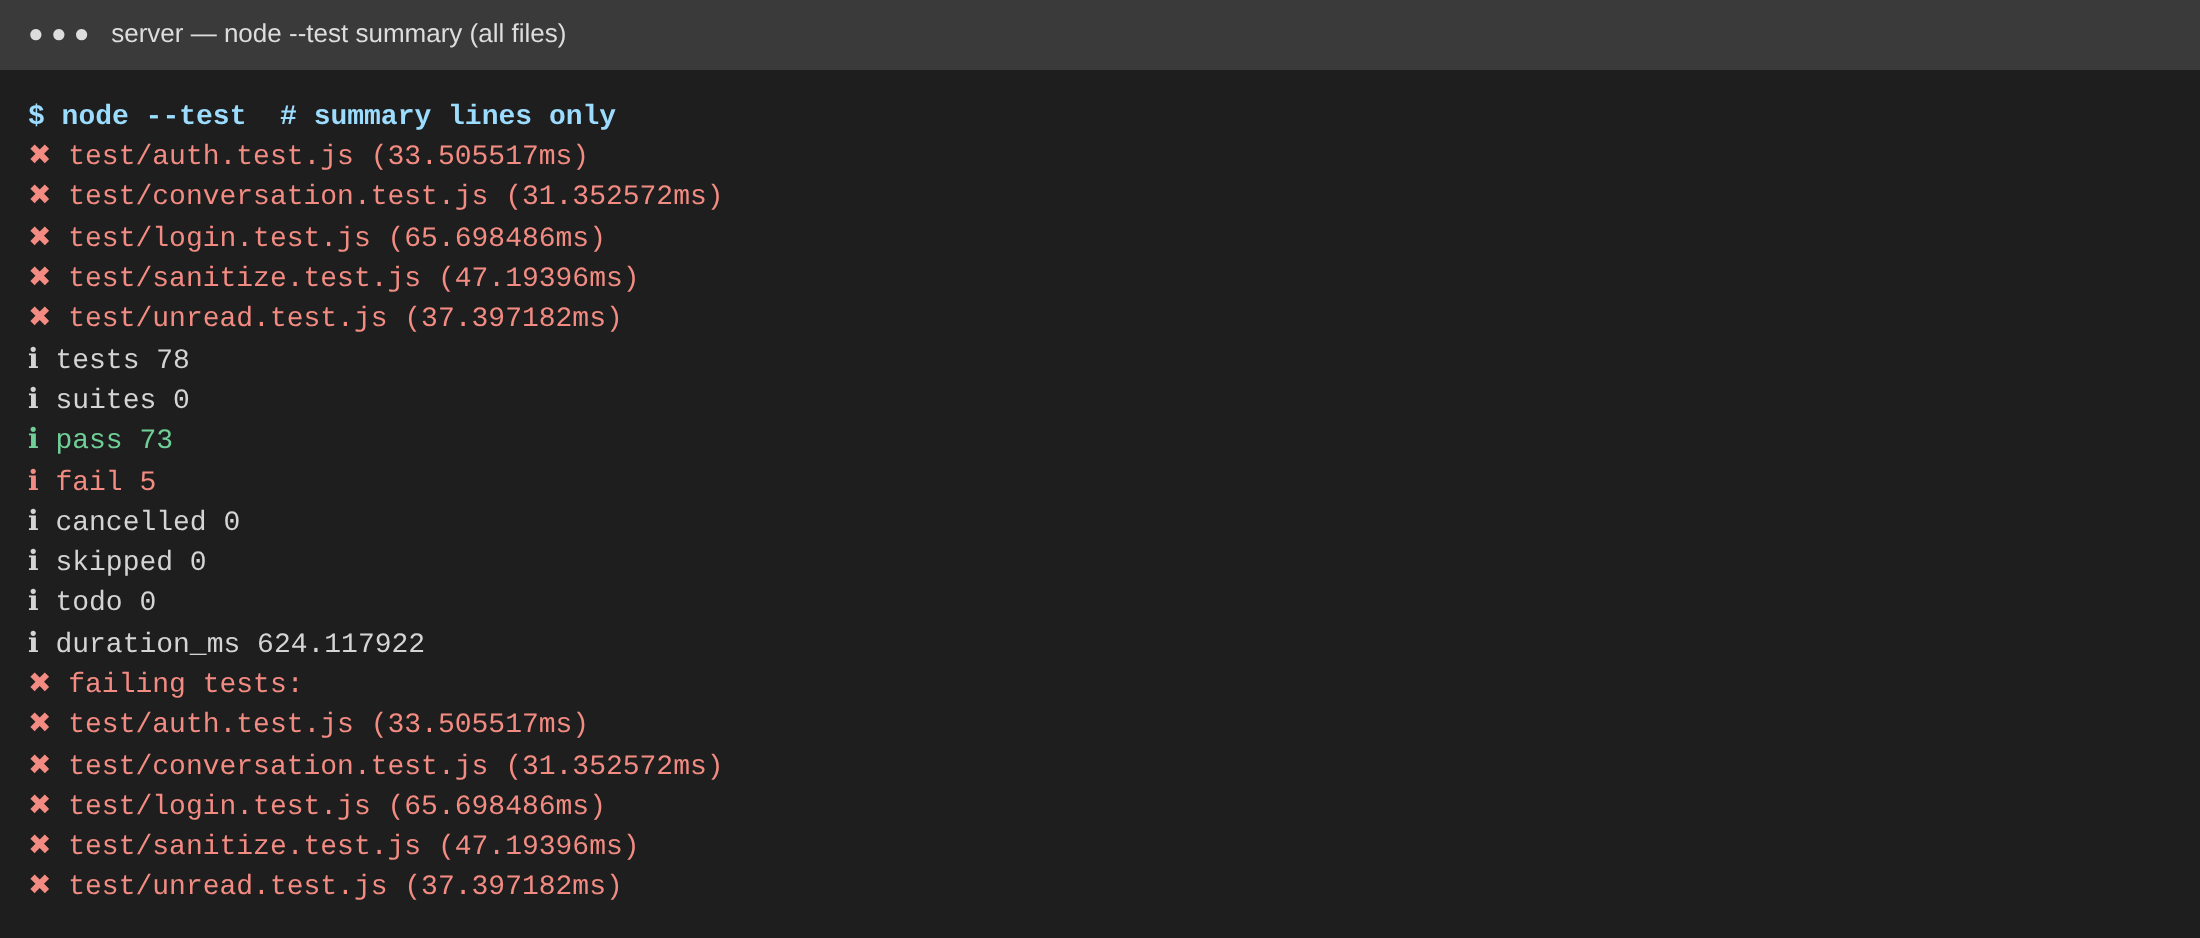 ● ● ● server — node --test summary (all files)
$ node --test  # summary lines only
✖ test/auth.test.js (33.505517ms)
✖ test/conversation.test.js (31.352572ms)
✖ test/login.test.js (65.698486ms)
✖ test/sanitize.test.js (47.19396ms)
✖ test/unread.test.js (37.397182ms)
ℹ tests 78
ℹ suites 0
ℹ pass 73
ℹ fail 5
ℹ cancelled 0
ℹ skipped 0
ℹ todo 0
ℹ duration_ms 624.117922
✖ failing tests:
✖ test/auth.test.js (33.505517ms)
✖ test/conversation.test.js (31.352572ms)
✖ test/login.test.js (65.698486ms)
✖ test/sanitize.test.js (47.19396ms)
✖ test/unread.test.js (37.397182ms)